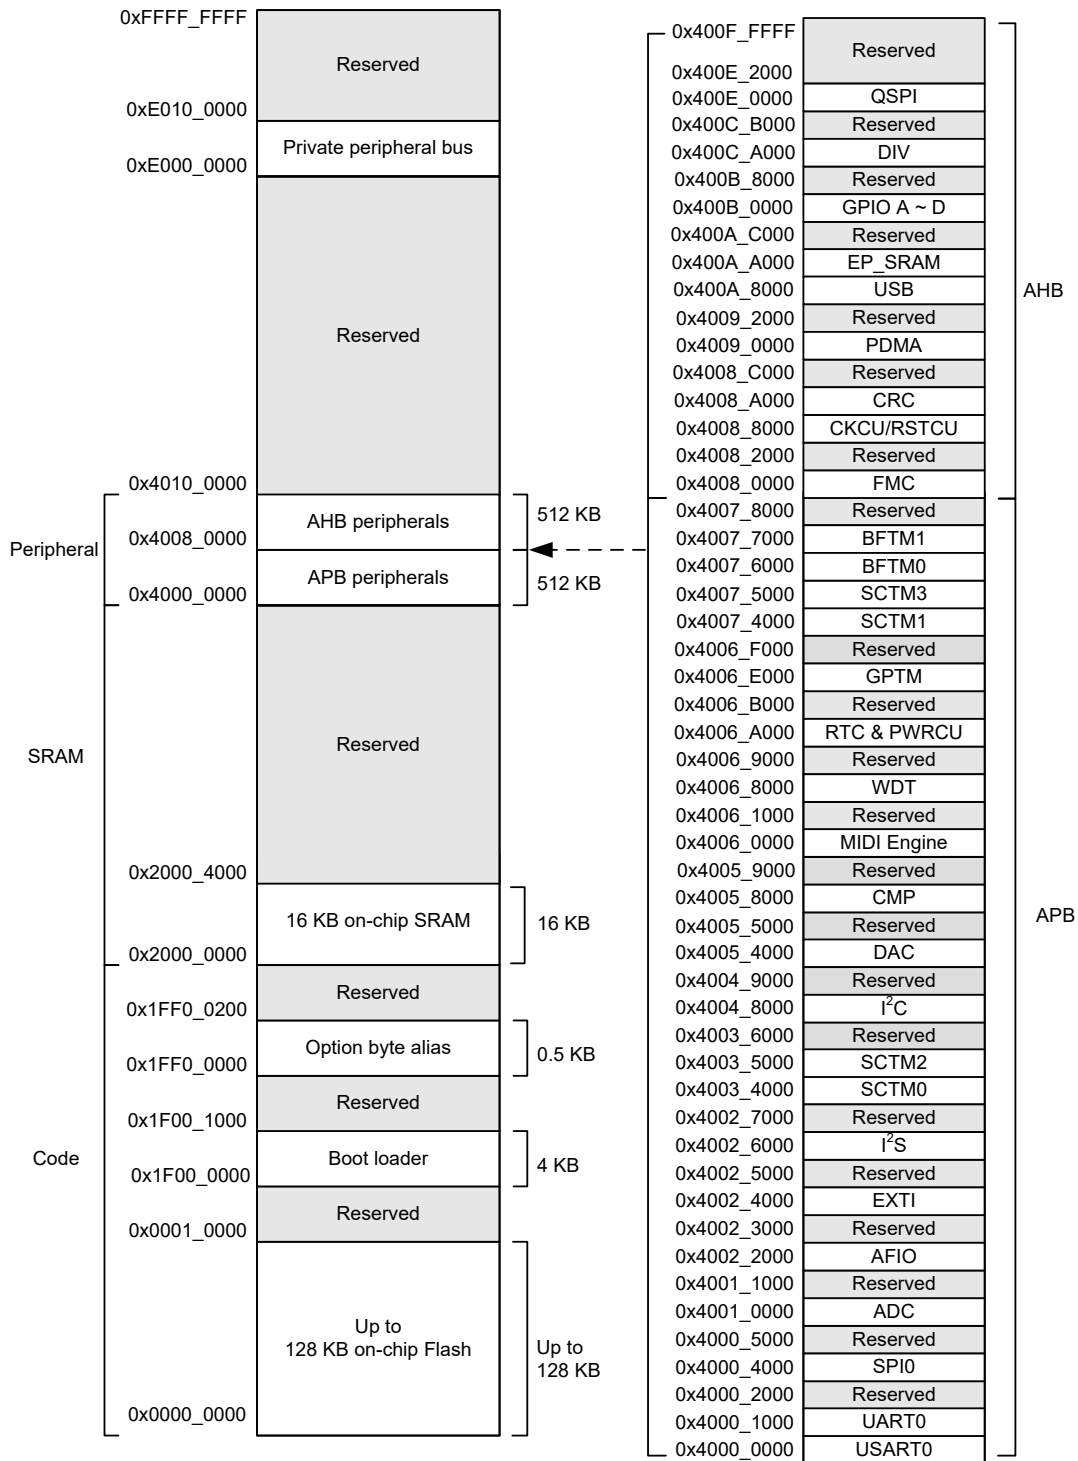 0xFFFF_FFFF
Reserved
0xE010_0000
Private peripheral bus
0xE000_0000
Reserved
0x4010_0000
AHB peripherals
512 KB
Peripheral
0x4008_0000
APB peripherals
512 KB
0x4000_0000
Reserved
SRAM
0x2000_4000
16 KB on-chip SRAM
16 KB
0x2000_0000
Reserved
0x1FF0_0200
Option byte alias
0.5 KB
0x1FF0_0000
Reserved
0x1F00_1000
Code
Boot loader
4 KB
0x1F00_0000
Reserved
0x0001_0000
Up to
128 KB on-chip Flash
Up to
128 KB
0x0000_0000
0x400F_FFFF
Reserved
0x400E_2000
0x400E_0000 QSPI
0x400C_B000 Reserved
0x400C_A000 DIV
0x400B_8000 Reserved
0x400B_0000 GPIO A ~ D
0x400A_C000 Reserved
0x400A_A000 EP_SRAM
0x400A_8000 USB
AHB
0x4009_2000 Reserved
0x4009_0000 PDMA
0x4008_C000 Reserved
0x4008_A000 CRC
0x4008_8000 CKCU/RSTCU
0x4008_2000 Reserved
0x4008_0000 FMC
0x4007_8000 Reserved
0x4007_7000 BFTM1
0x4007_6000 BFTM0
0x4007_5000 SCTM3
0x4007_4000 SCTM1
0x4006_F000 Reserved
0x4006_E000 GPTM
0x4006_B000 Reserved
0x4006_A000 RTC & PWRCU
0x4006_9000 Reserved
0x4006_8000 WDT
0x4006_1000 Reserved
0x4006_0000 MIDI Engine
0x4005_9000 Reserved
0x4005_8000 CMP
APB
0x4005_5000 Reserved
0x4005_4000 DAC
0x4004_9000 Reserved
0x4004_8000 I²C
0x4003_6000 Reserved
0x4003_5000 SCTM2
0x4003_4000 SCTM0
0x4002_7000 Reserved
0x4002_6000 I²S
0x4002_5000 Reserved
0x4002_4000 EXTI
0x4002_3000 Reserved
0x4002_2000 AFIO
0x4001_1000 Reserved
0x4001_0000 ADC
0x4000_5000 Reserved
0x4000_4000 SPI0
0x4000_2000 Reserved
0x4000_1000 UART0
0x4000_0000 USART0